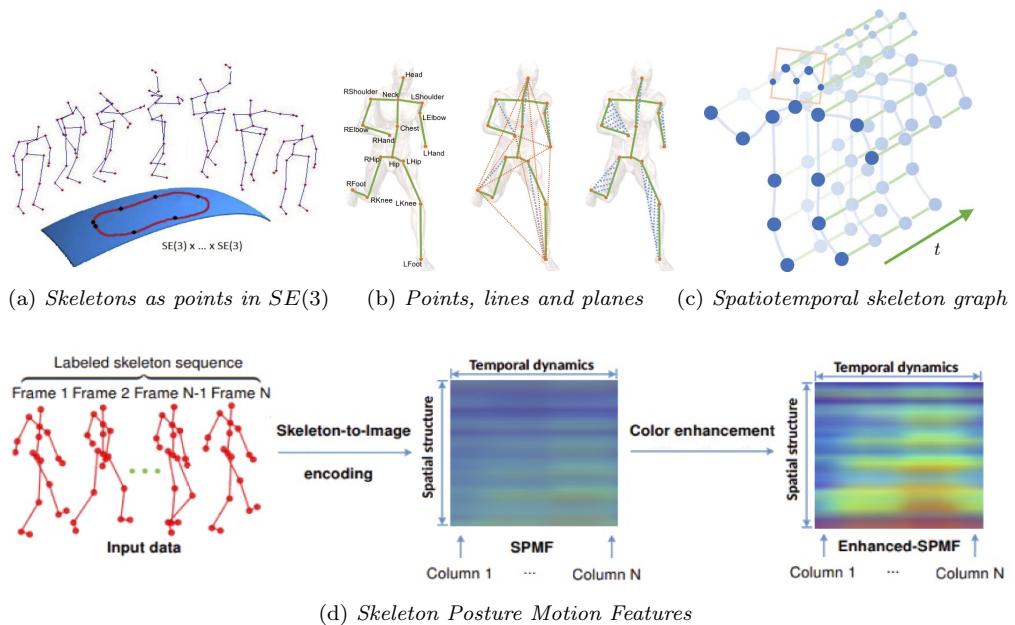 SE(3) x ... x SE(3)
(a) Skeletons as points in SE(3)
Head
RShoulder
Neck
LShoulder
LElbow
RElbow
Chest
RHand
LHand
RHip
Hip
LHip
RFoot
RKnee
LKnee
LFoot
(b) Points, lines and planes
t
(c) Spatiotemporal skeleton graph
Labeled skeleton sequence
Frame 1 Frame 2 Frame N-1 Frame N
Input data
Skeleton-to-Image
encoding
Temporal dynamics
Spatial structure
SPMF
Column 1 ... Column N
Color enhancement
Temporal dynamics
Spatial structure
Enhanced-SPMF
Column 1 ... Column N
(d) Skeleton Posture Motion Features